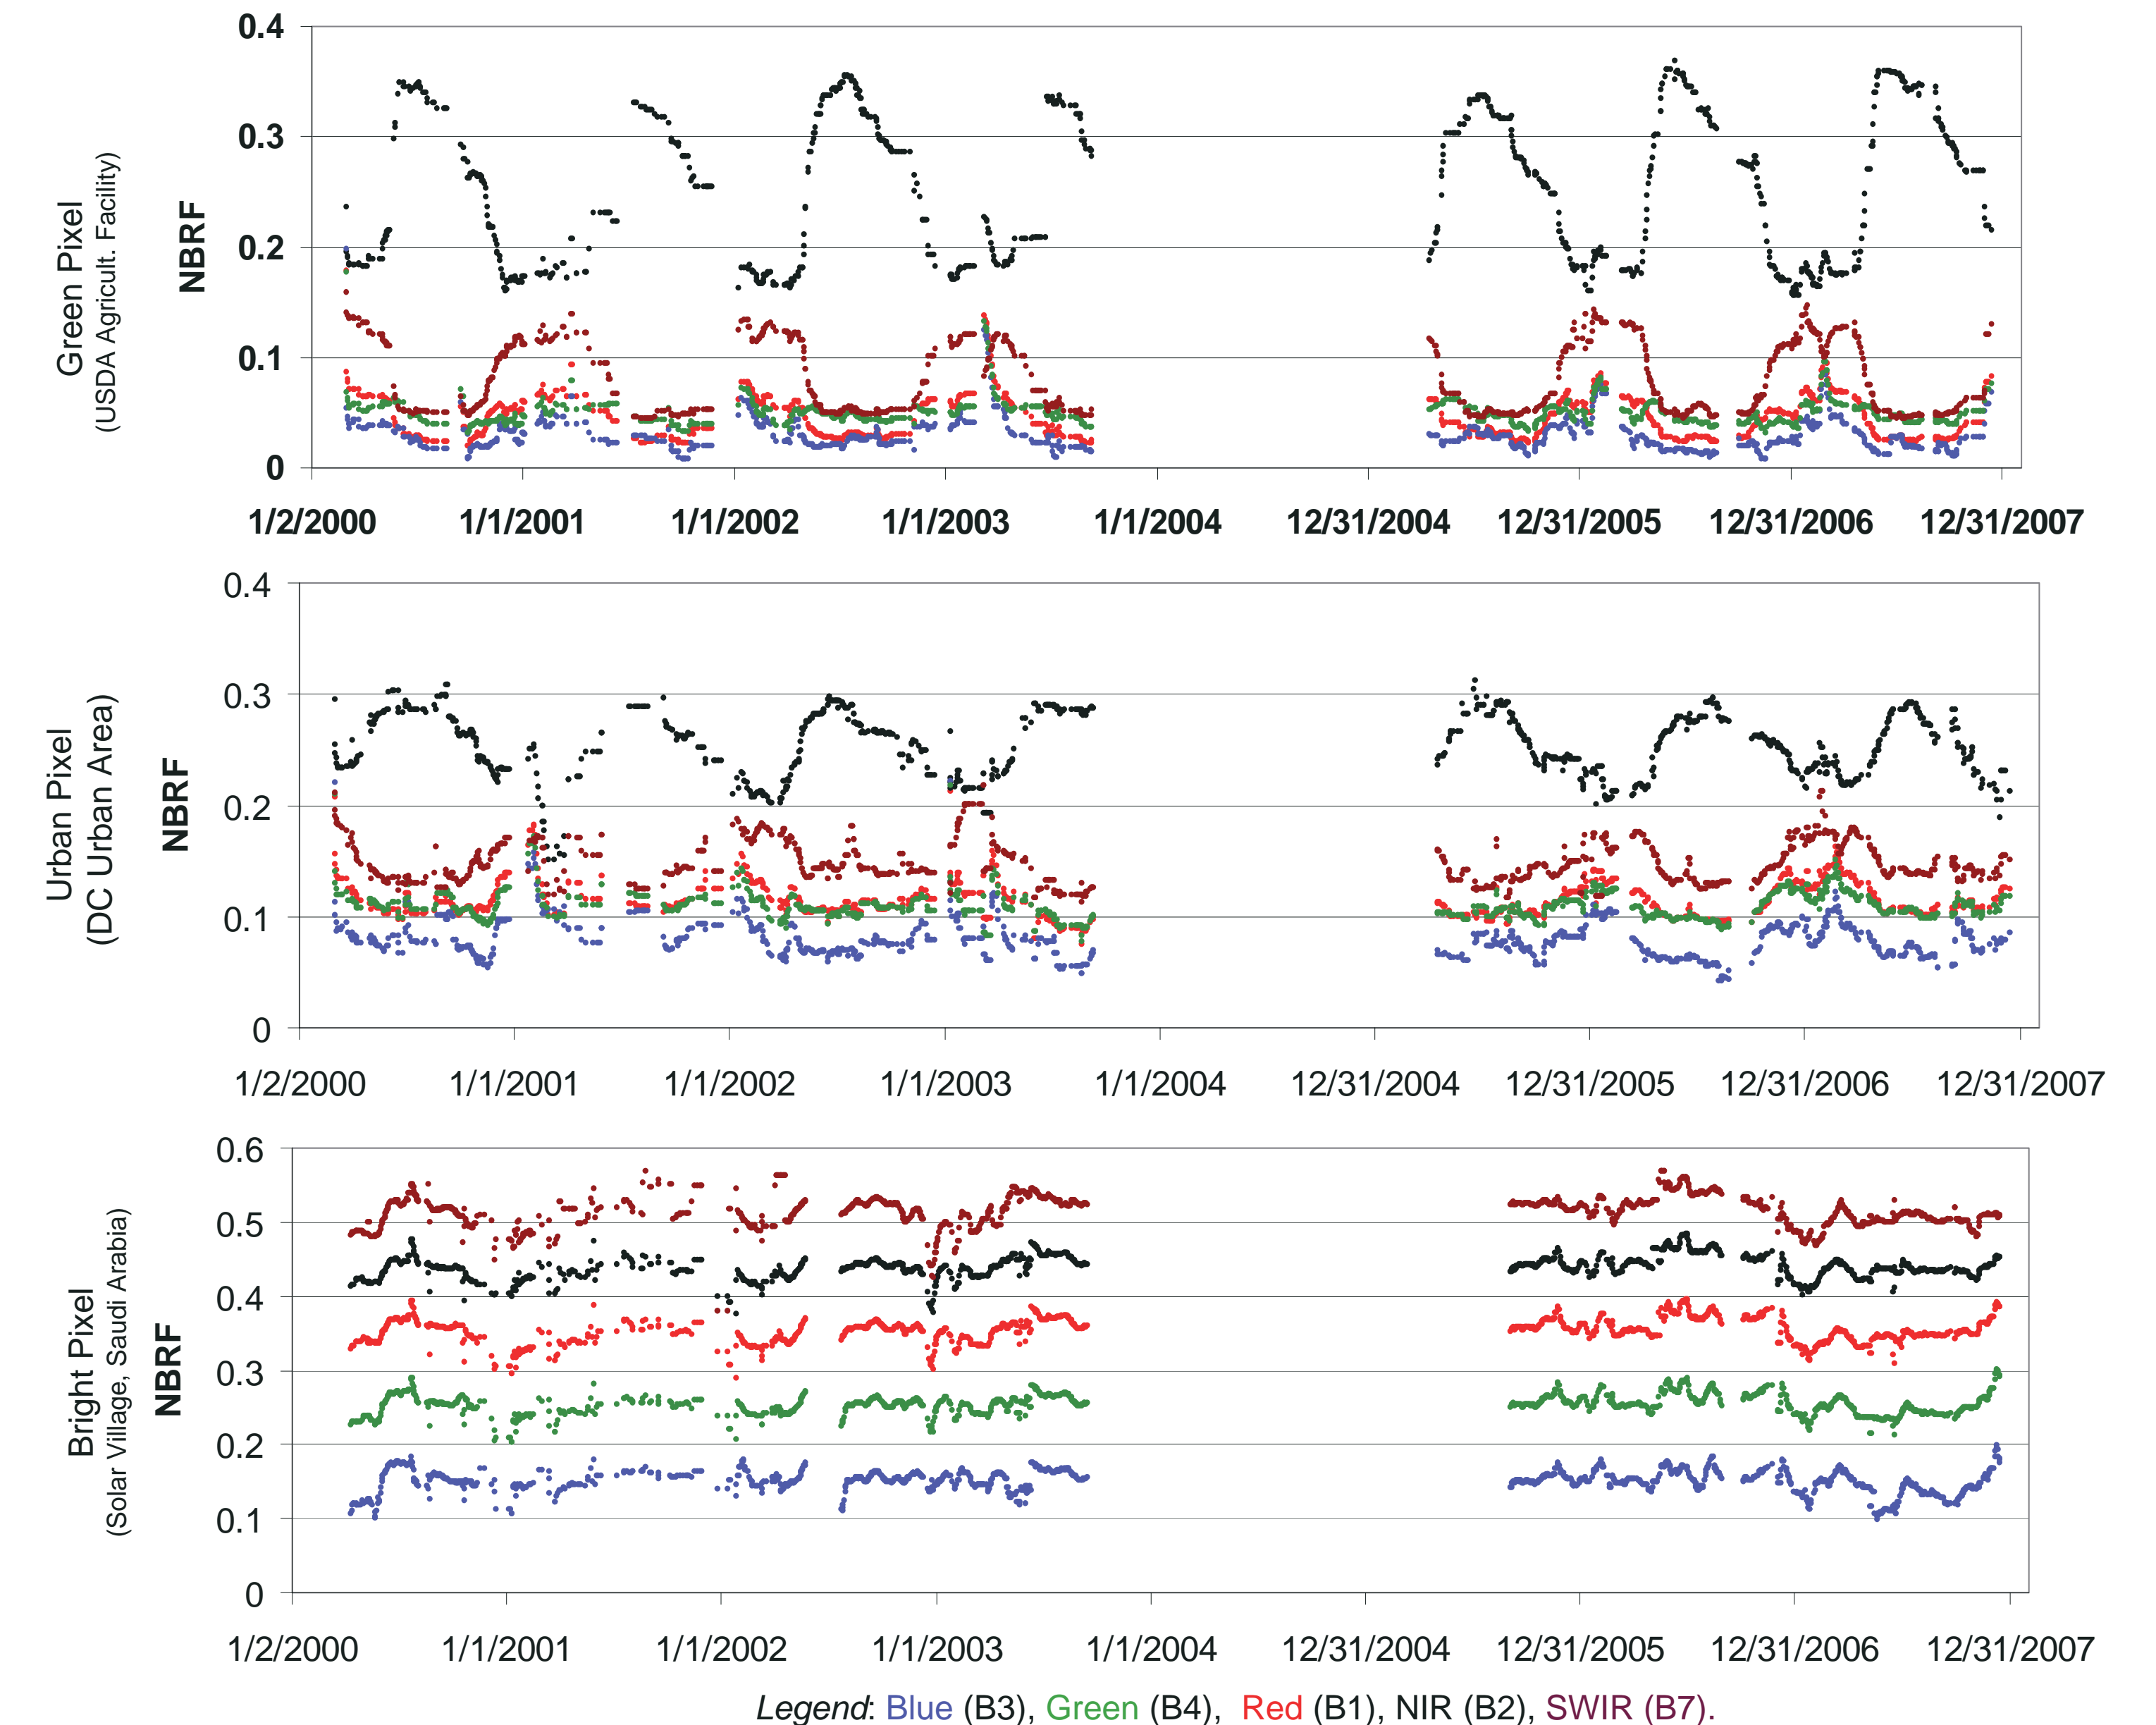 Green Pixel
(USDA Agricult. Facility)
NBRF
0.4
0.3
0.2
0.1
0
1/2/2000 1/1/2001 1/1/2002 1/1/2003 1/1/2004 12/31/2004 12/31/2005 12/31/2006 12/31/2007
Urban Pixel
(DC Urban Area)
NBRF
0.4
0.3
0.2
0.1
0
1/2/2000 1/1/2001 1/1/2002 1/1/2003 1/1/2004 12/31/2004 12/31/2005 12/31/2006 12/31/2007
Bright Pixel
(Solar Village, Saudi Arabia)
NBRF
0.6
0.5
0.4
0.3
0.2
0.1
0
1/2/2000 1/1/2001 1/1/2002 1/1/2003 1/1/2004 12/31/2004 12/31/2005 12/31/2006 12/31/2007
Legend: Blue (B3), Green (B4), Red (B1), NIR (B2), SWIR (B7).